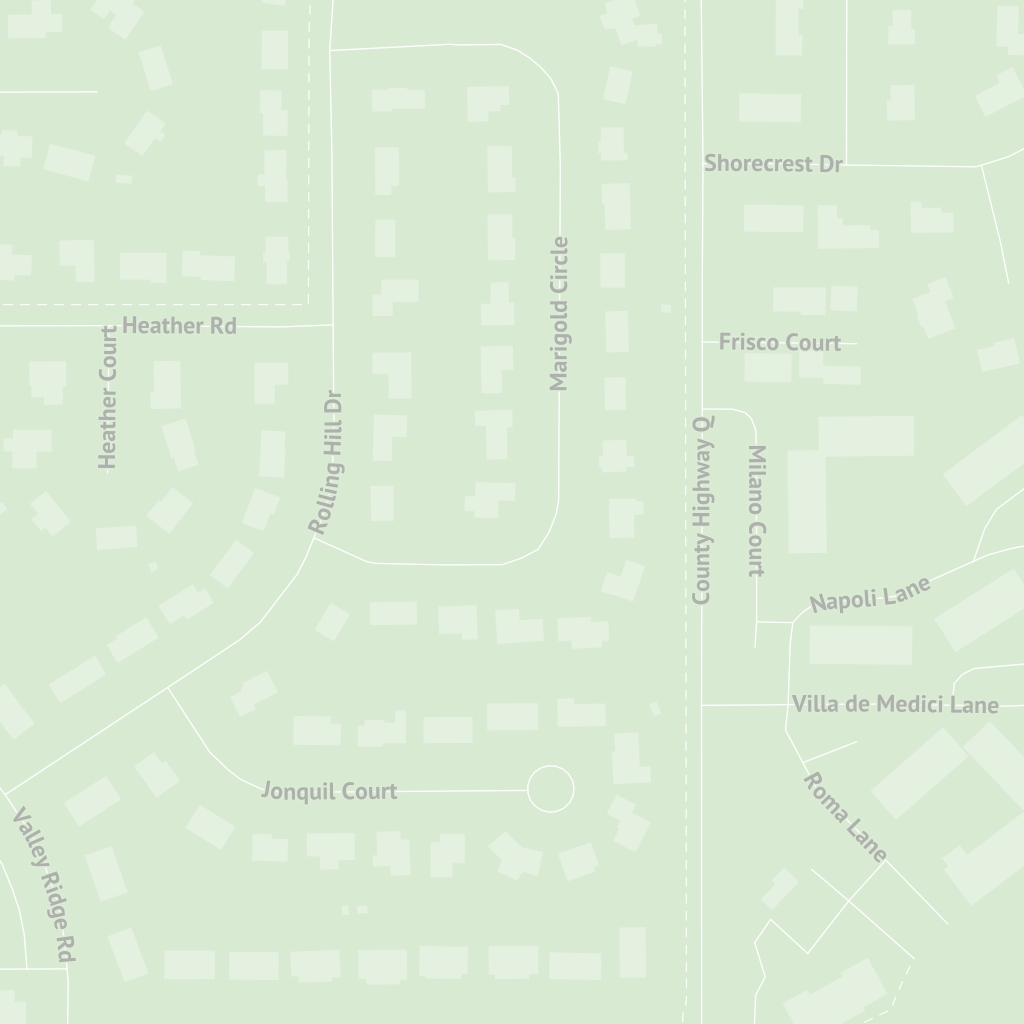 Shorecrest Dr
Marigold Circle
Heather Rd
Heather Court
Frisco Court
Rolling Hill Dr
County Highway Q
Milano Court
Napoli Lane
Villa de Medici Lane
Jonquil Court
Roma Lane
Valley Ridge Rd